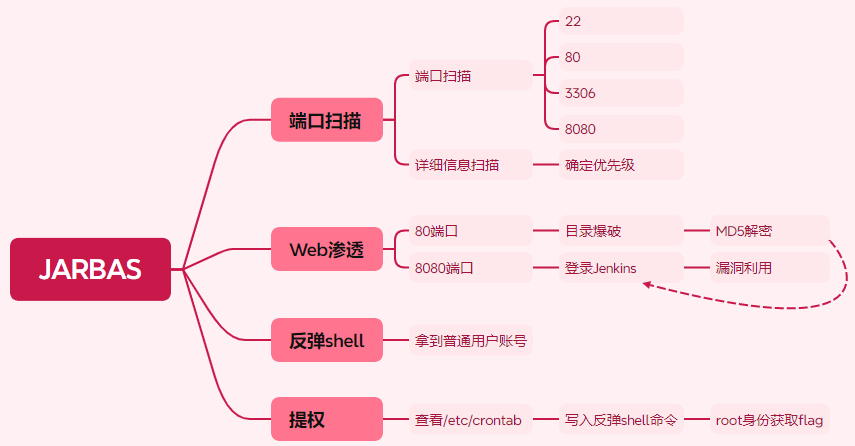 JARBAS
端口扫描
端口扫描
22
80
3306
8080
详细信息扫描
确定优先级
Web渗透
80端口
目录爆破
MD5解密
8080端口
登录Jenkins
漏洞利用
反弹shell
拿到普通用户账号
提权
查看/etc/crontab
写入反弹shell命令
root身份获取flag